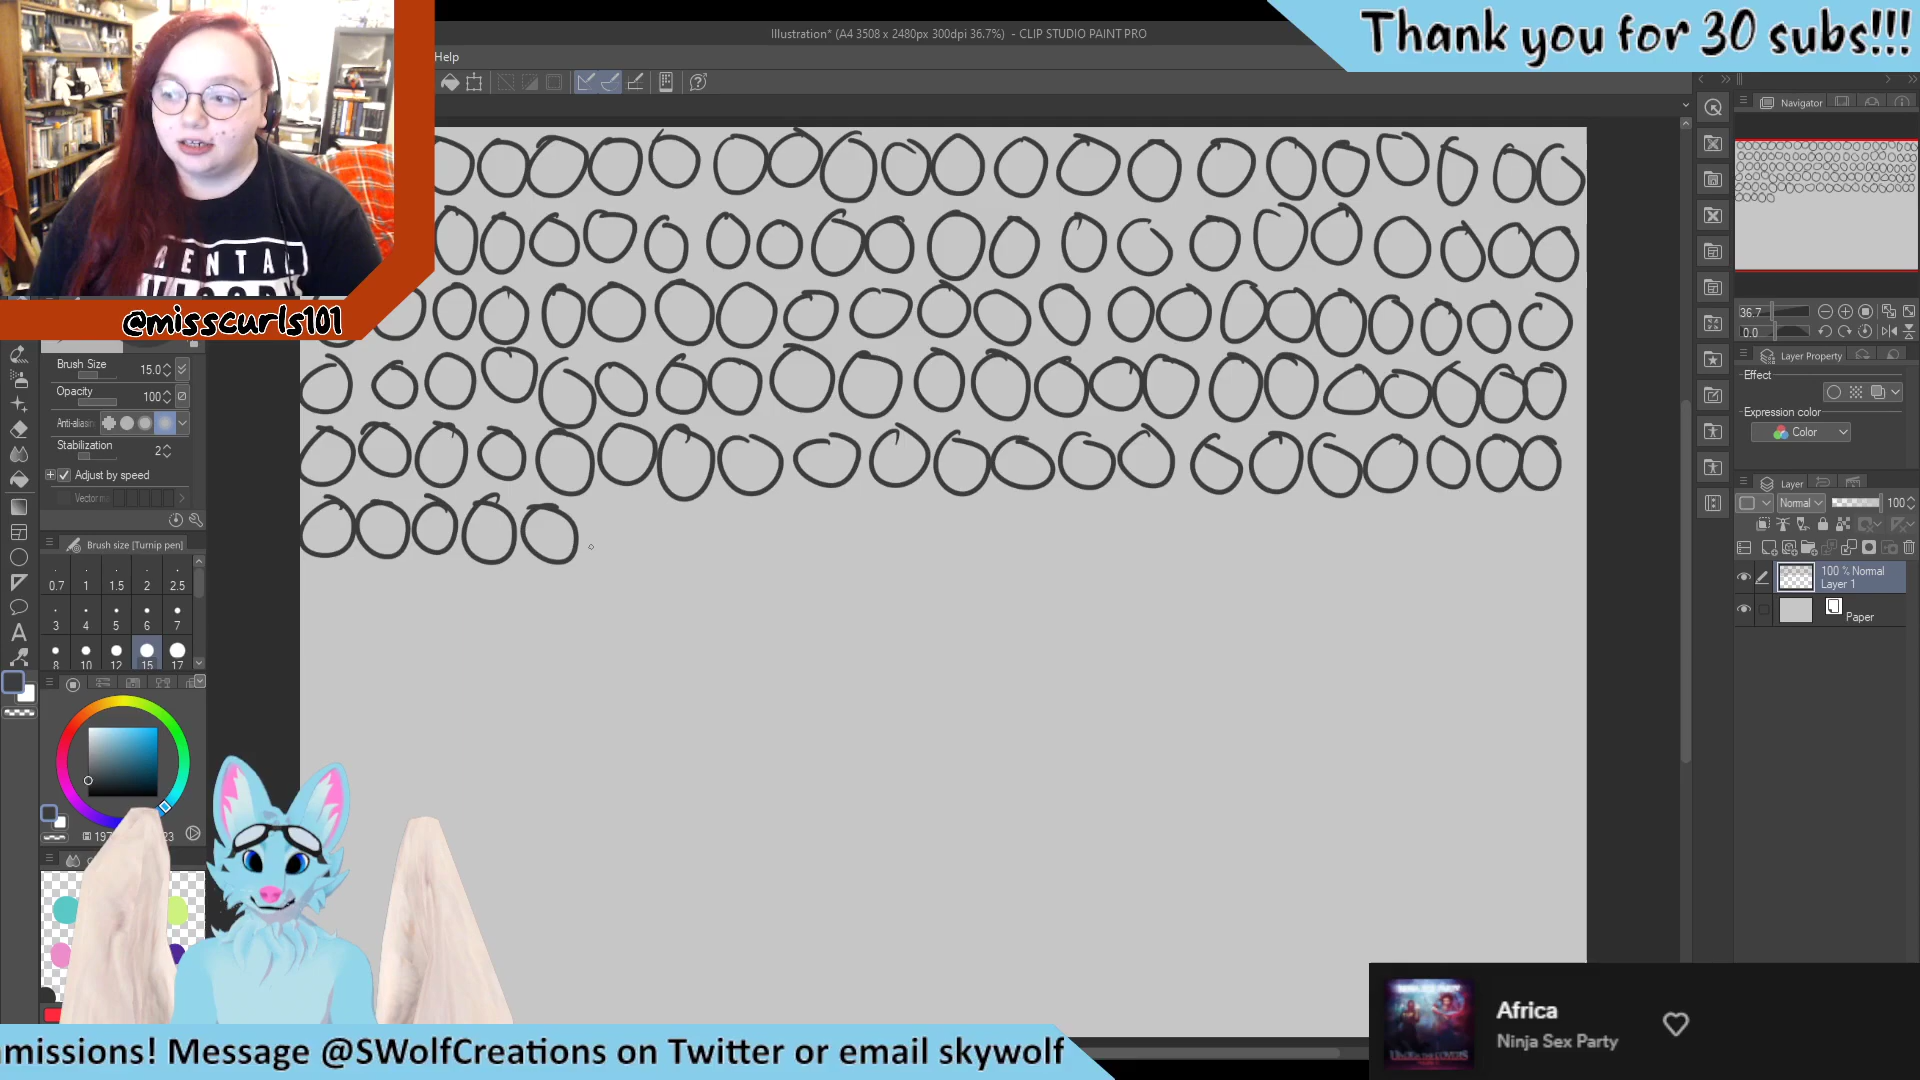 Illustration* (A4 3508 x 2480px 300dpi 36.7%) - CLIP STUDIO PAINT PRO
Thank you for 30 subs!!!
Help
Navigator
@misscurls101
36.7
0.0
Brush Size 15.0
Opacity 100
Stabilization 2
Adjust by speed
Layer Property
Effect
Expression color
Color
Layer
Normal 100
100 % Normal
Layer 1
Paper
Brush size [Turnip pen]
0.7 1 1.5 2 2.5
3 4 5 6 7
8 10 12 15 17
Africa
Ninja Sex Party
mmissions! Message @SWolfCreations on Twitter or email skywolf